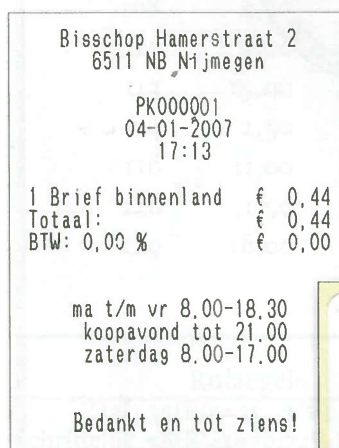 Bisschop Hamerstraat 2
6511 NB Nijmegen
PK000001
04-01-2007
17:13
1 Brief binnenland € 0,44
Totaal: € 0,44
BTW: 0,00 % € 0,00
ma t/m vr 8.00-18.30
koopavond tot 21.00
zaterdag 8.00-17.00
Bedankt en tot ziens!